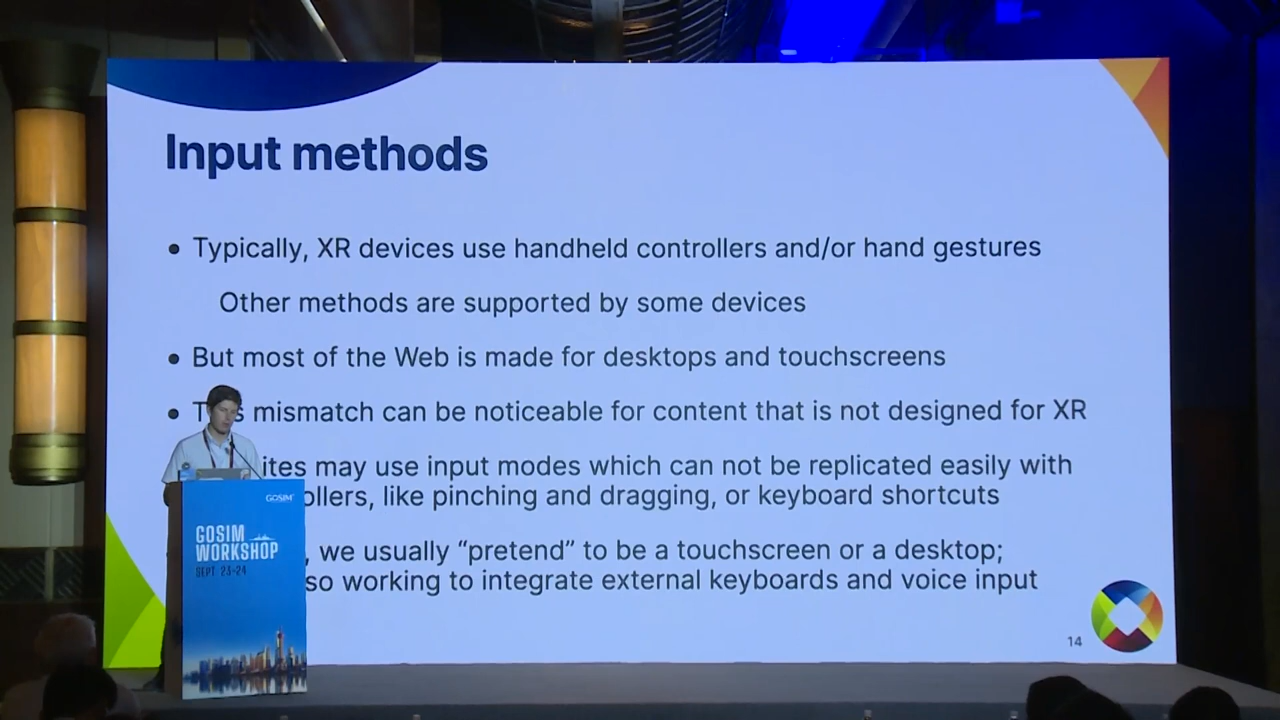 Input methods
• Typically, XR devices use handheld controllers and/or hand gestures
Other methods are supported by some devices
• But most of the Web is made for desktops and touchscreens
• mismatch can be noticeable for content that is not designed for XR
ites may use input modes which can not be replicated easily with
ollers, like pinching and dragging, or keyboard shortcuts
, we usually “pretend” to be a touchscreen or a desktop;
so working to integrate external keyboards and voice input
14
GOSIM
GOSIM
WORKSHOP
SEPT. 23-24